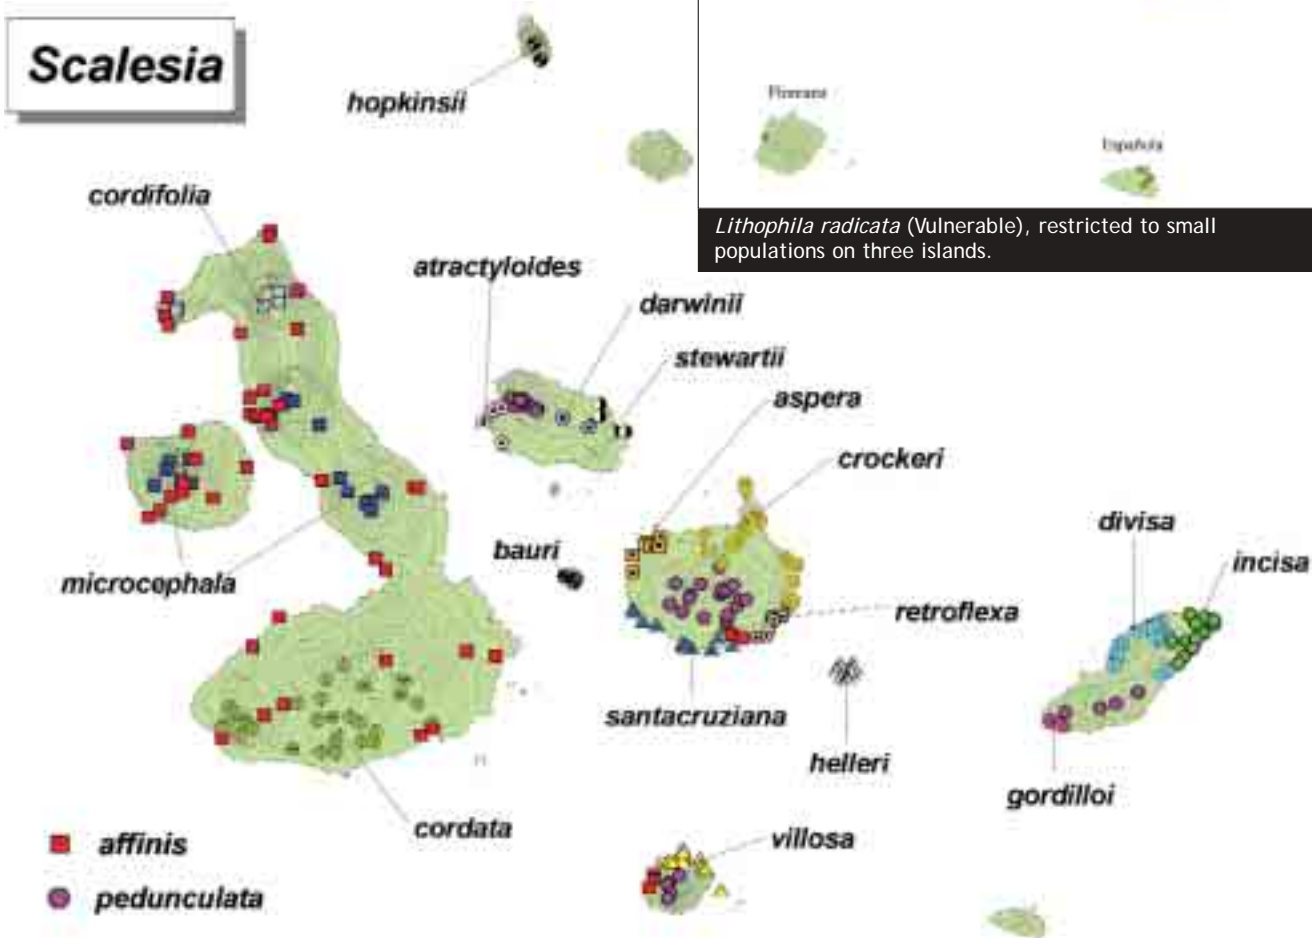 Scalesia
hopkinsii
Española
Lithophila radicata (Vulnerable), restricted to small
populations on three islands.
cordifolia
atractyloides
darwinii
stewartii
aspera
crockeri
divisa
incisa
bauri
microcephala
retroflexa
santacruziana
helleri
gordilloi
cordata
villosa
affinis
pedunculata